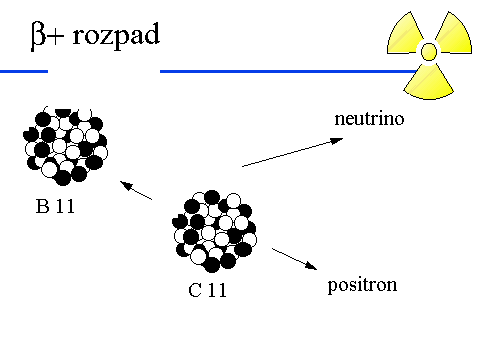 β+ rozpad
neutrino
B 11
C 11
positron